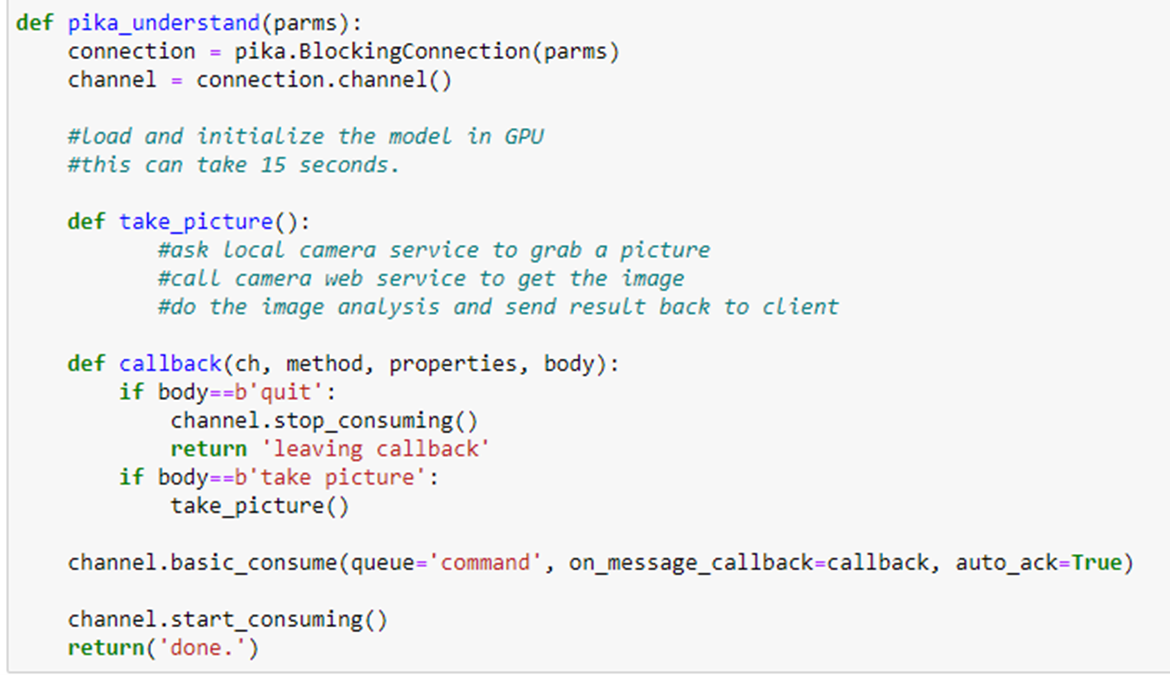 def pika_understand(parms):
    connection = pika.BlockingConnection(parms)
    channel = connection.channel()

    #load and initialize the model in GPU
    #this can take 15 seconds.

    def take_picture():
           #ask local camera service to grab a picture
           #call camera web service to get the image
           #do the image analysis and send result back to client

    def callback(ch, method, properties, body):
        if body==b'quit':
            channel.stop_consuming()
            return 'leaving callback'
        if body==b'take picture':
            take_picture()

    channel.basic_consume(queue='command', on_message_callback=callback, auto_ack=True)

    channel.start_consuming()
    return('done.')